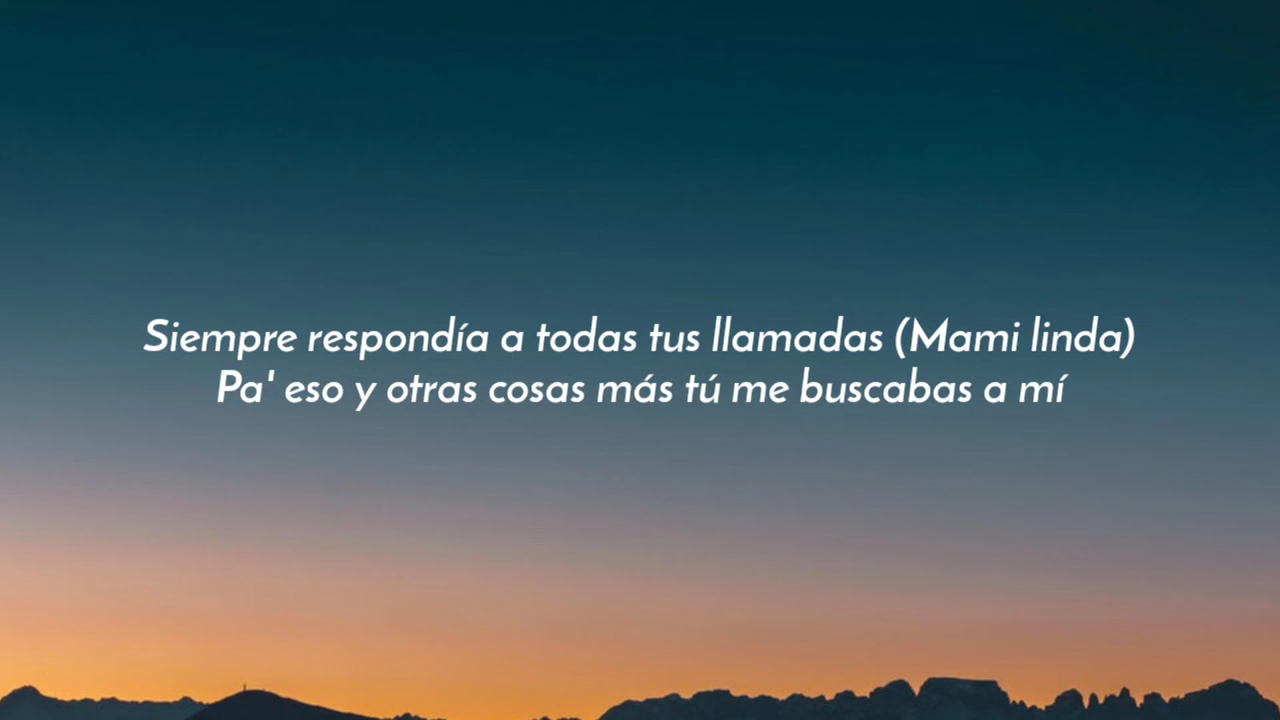 Siempre respondía a todas tus llamadas (Mami linda)
Pa' eso y otras cosas más tú me buscabas a mí